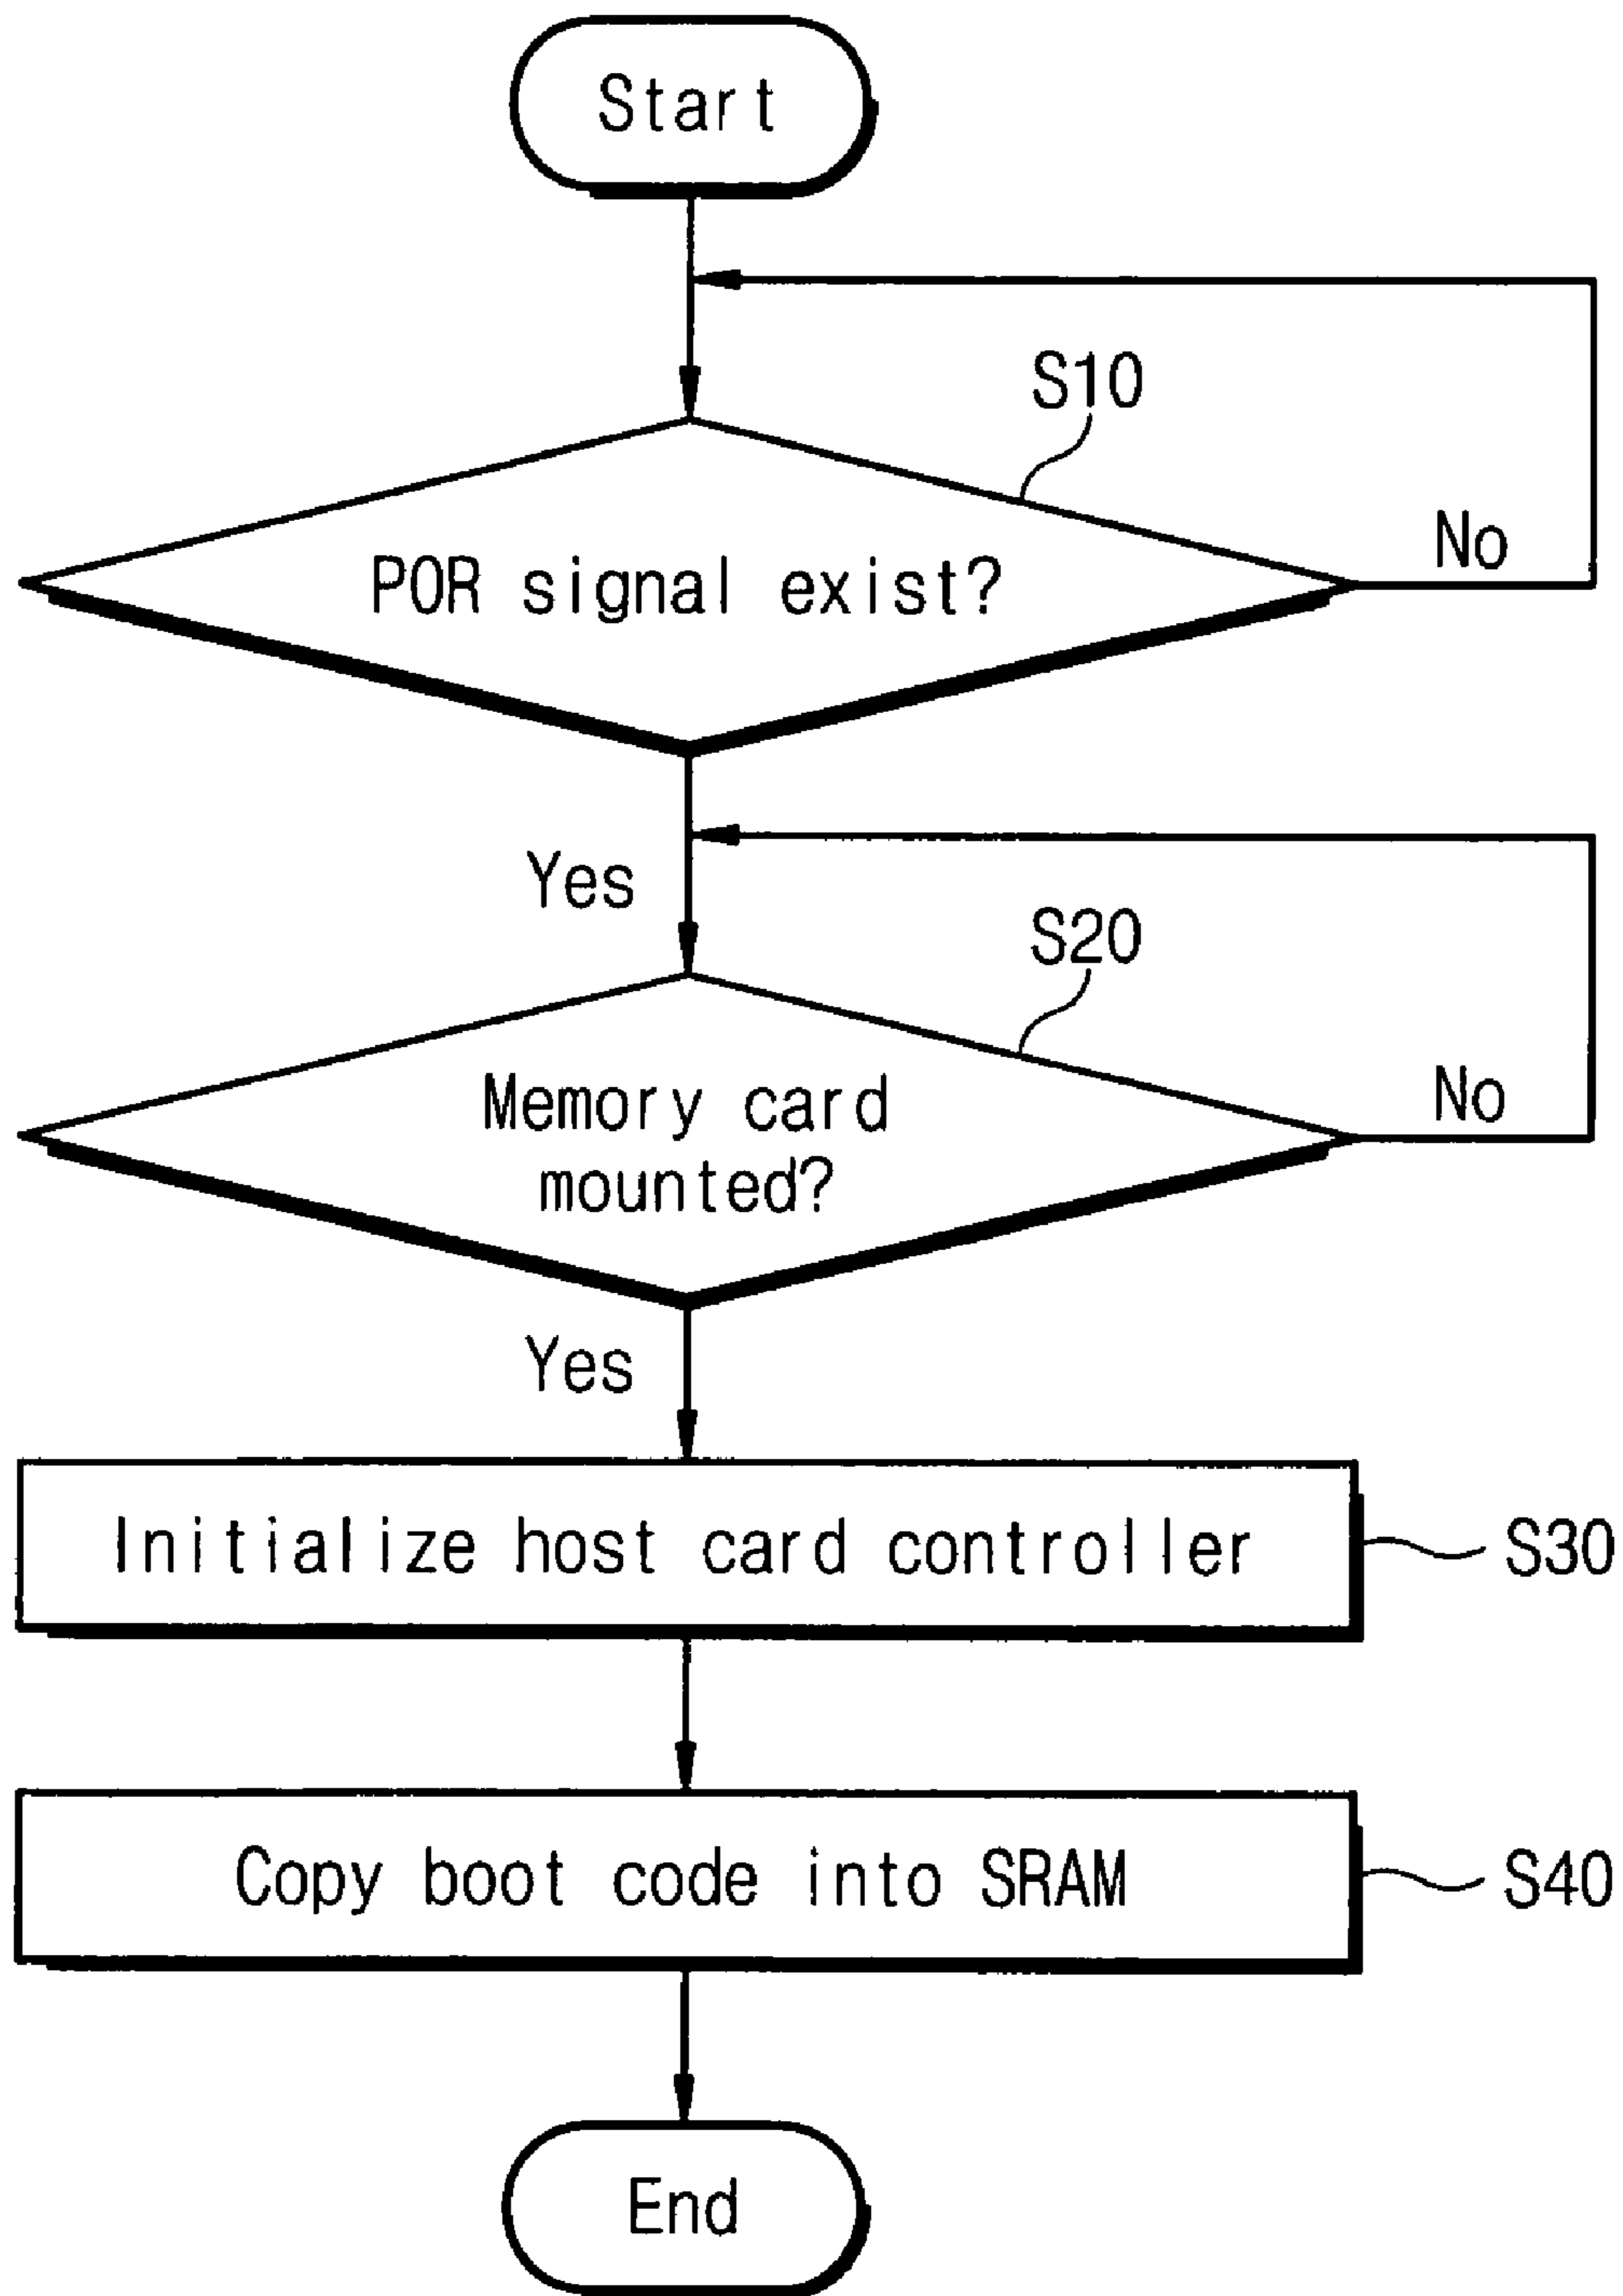 Start
S10
POR signal exist?
No
Yes
S20
Memory card
mounted?
No
Yes
Initialize host card controller
S30
Copy boot code into SRAM
S40
End